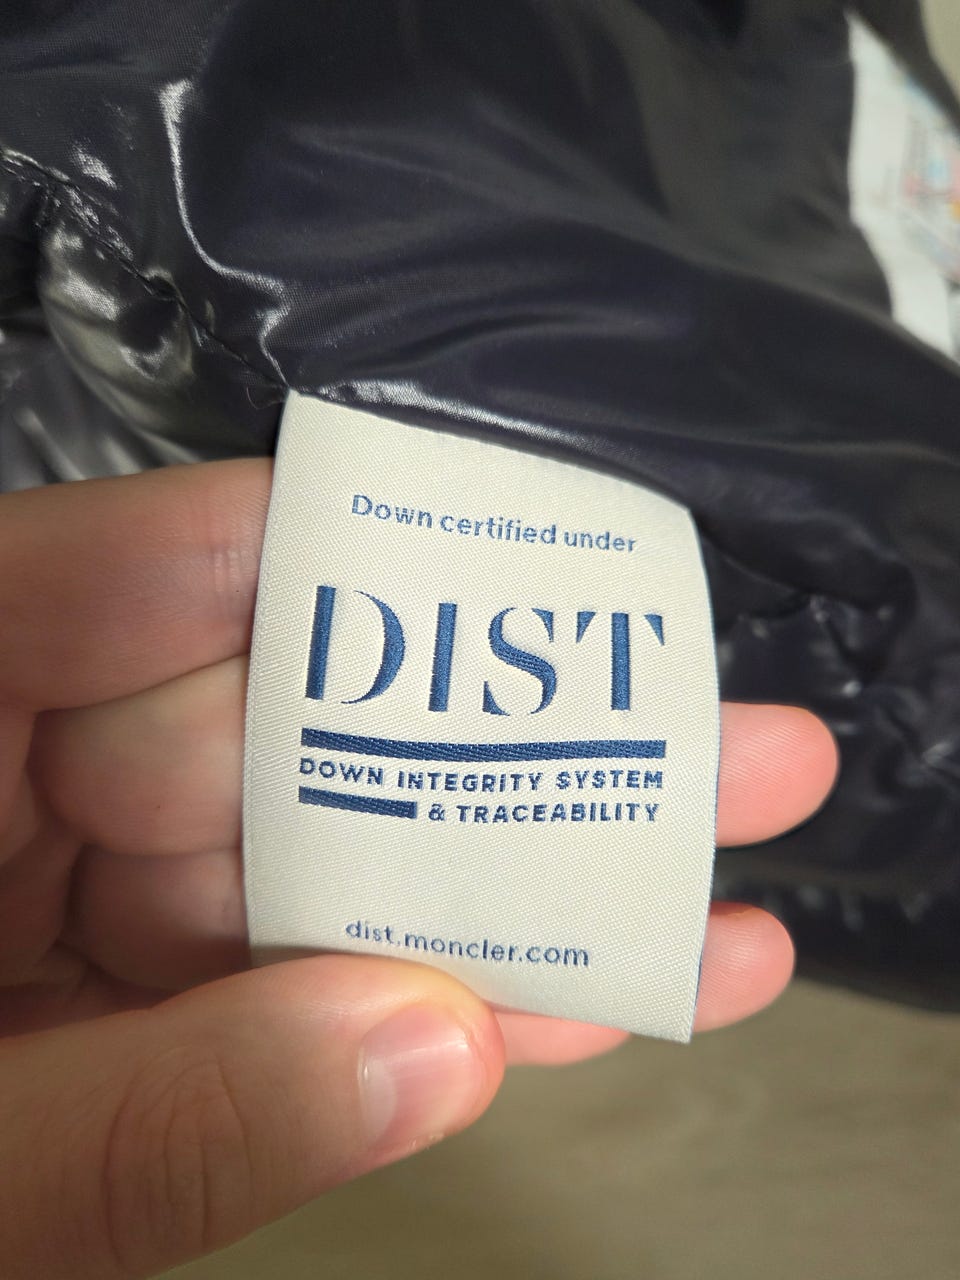 Down certified under
DIST
DOWN INTEGRITY SYSTEM
& TRACEABILITY
dist.moncler.com